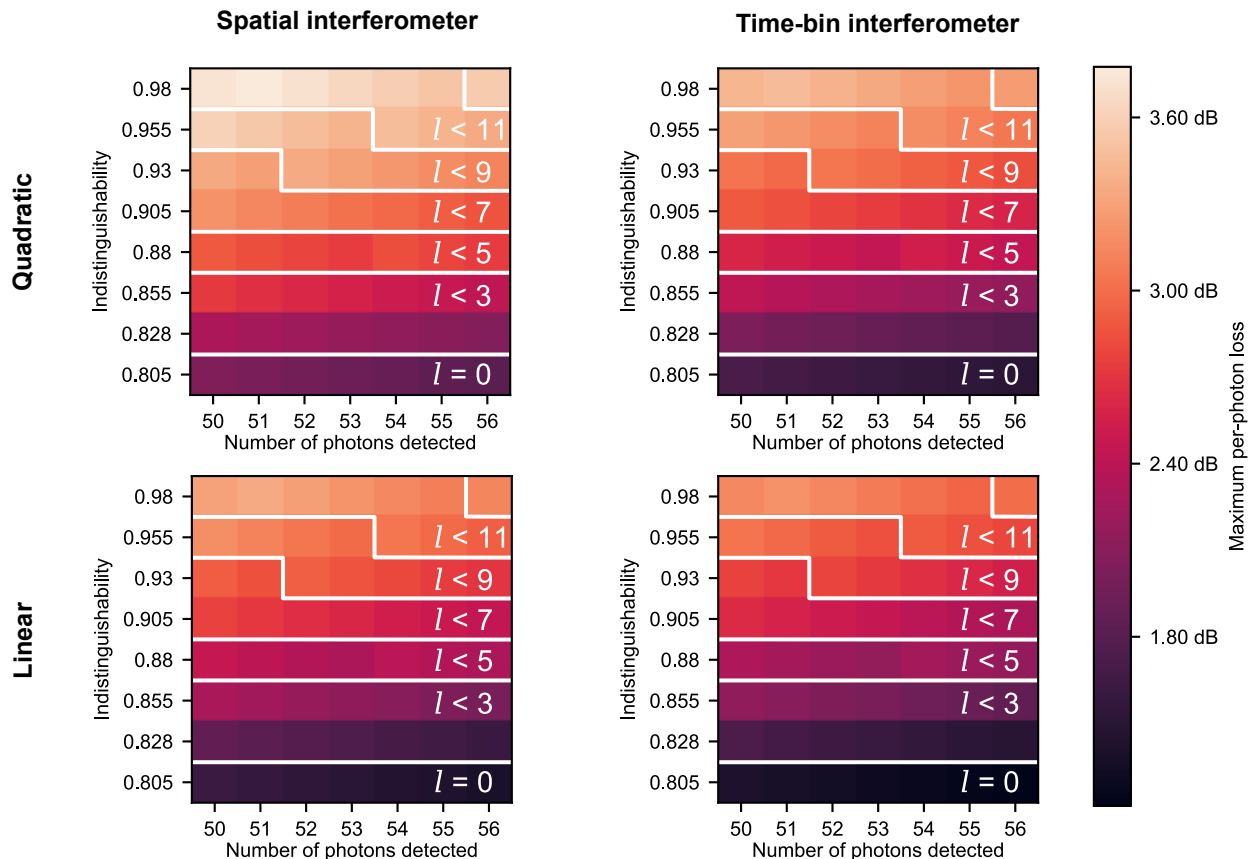 Spatial interferometer
Time-bin interferometer
Quadratic
Indistinguishability
0.98
0.955
0.93
0.905
0.88
0.855
0.828
0.805
l < 11
l < 9
l < 7
l < 5
l < 3
l = 0
50 51 52 53 54 55 56
Number of photons detected
Indistinguishability
0.98
0.955
0.93
0.905
0.88
0.855
0.828
0.805
l < 11
l < 9
l < 7
l < 5
l < 3
l = 0
50 51 52 53 54 55 56
Number of photons detected
Linear
Indistinguishability
0.98
0.955
0.93
0.905
0.88
0.855
0.828
0.805
l < 11
l < 9
l < 7
l < 5
l < 3
l = 0
50 51 52 53 54 55 56
Number of photons detected
Indistinguishability
0.98
0.955
0.93
0.905
0.88
0.855
0.828
0.805
l < 11
l < 9
l < 7
l < 5
l < 3
l = 0
50 51 52 53 54 55 56
Number of photons detected
3.60 dB
3.00 dB
2.40 dB
1.80 dB
Maximum per-photon loss